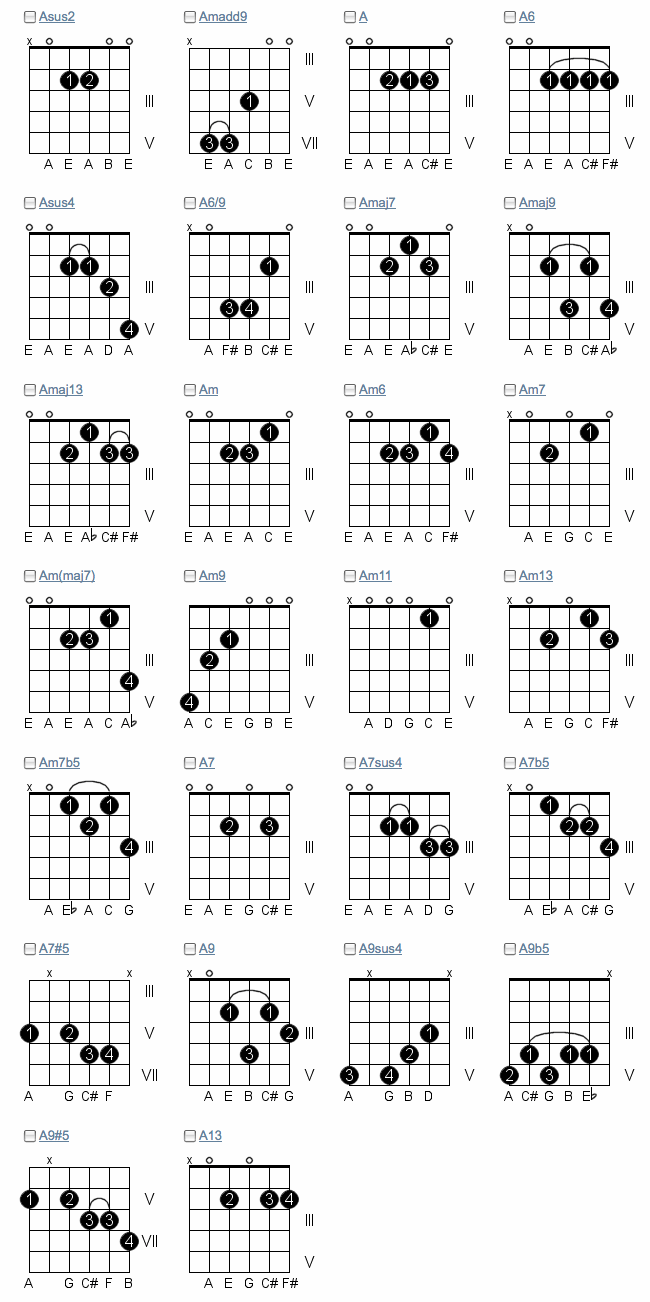 Asus2 Amadd9 A A6
x x
III
1 2 2 1 3 1 1 1 1
III 1 V III III
V 3 3 VII V V
A E A B E E A C B E E A E A C# E E A E A C# F#
Asus4 A6/9 Amaj7 Amaj9
x x
1
1 1 1 2 3 1 1
2 III III III III
3 4 3 4
4 V V V V
E A E A D A A F# B C# E E A E A♭ C# E A E B C# A♭
Amaj13 Am Am6 Am7
x
1 1 1 1
2 3 3 2 3 2 3 4 2
III III III III
V V V V
E A E A♭ C# F# E A E A C E E A E A C F# A E G C E
Am(maj7) Am9 Am11 Am13
x x
1 1 1
2 3 1 2 3
III 2 III III III
4
V 4 V V V
E A E A C A♭ A C E G B E A D G C E A E G C F#
Am7b5 A7 A7sus4 A7b5
x x
1 1 1
2 2 3 1 1 2 2
4 III III 3 3 III 4 III
V V V V
A E♭ A C G E A E G C# E E A E A D G A E♭ A C# G
A7#5 A9 A9sus4 A9b5
x x x x x x
III
1 1
1 2 V 2 III 1 III III
3 4 3 2 1 1 1
VII V 3 4 V 2 3 V
A G C# F A E B C# G A G B D A C# G B E♭
A9#5 A13
x x
1 2 V 2 3 4
3 3 III
4 VII
V
A G C# F B A E G C# F#